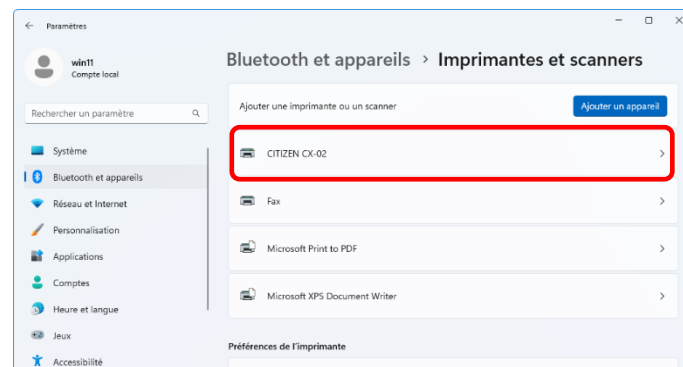 Paramètres
win11
Compte local
Rechercher un paramètre
Système
Bluetooth et appareils
Réseau et Internet
Personnalisation
Applications
Comptes
Heure et langue
Jeux
Accessibilité
Bluetooth et appareils > Imprimantes et scanners
Ajouter une imprimante ou un scanner
Ajouter un appareil
CITIZEN CX-02
Fax
Microsoft Print to PDF
Microsoft XPS Document Writer
Préférences de l'imprimante